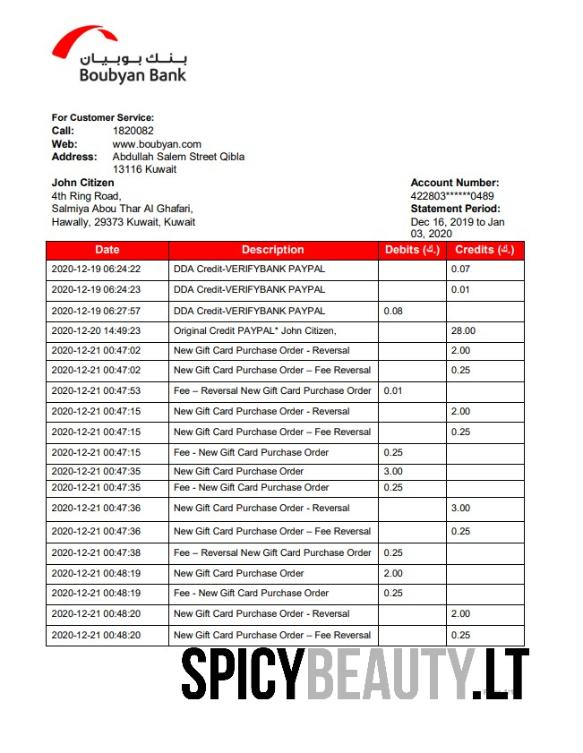 بنك بوبيان
Boubyan Bank
For Customer Service:
Call: 1820082
Web: www.boubyan.com
Address: Abdullah Salem Street Qibla
13116 Kuwait
John Citizen
4th Ring Road,
Salmiya Abou Thar Al Ghafari,
Hawally, 29373 Kuwait, Kuwait
Account Number:
422803******0489
Statement Period:
Dec 16, 2019 to Jan
03, 2020
Date Description Debits (د.ك) Credits (د.ك)
2020-12-19 06:24:22 DDA Credit-VERIFYBANK PAYPAL 0.07
2020-12-19 06:24:23 DDA Credit-VERIFYBANK PAYPAL 0.01
2020-12-19 06:27:57 DDA Credit-VERIFYBANK PAYPAL 0.08
2020-12-20 14:49:23 Original Credit PAYPAL* John Citizen, 28.00
2020-12-21 00:47:02 New Gift Card Purchase Order - Reversal 2.00
2020-12-21 00:47:02 New Gift Card Purchase Order – Fee Reversal 0.25
2020-12-21 00:47:53 Fee – Reversal New Gift Card Purchase Order 0.01
2020-12-21 00:47:15 New Gift Card Purchase Order - Reversal 2.00
2020-12-21 00:47:15 New Gift Card Purchase Order – Fee Reversal 0.25
2020-12-21 00:47:15 Fee - New Gift Card Purchase Order 0.25
2020-12-21 00:47:35 New Gift Card Purchase Order 3.00
2020-12-21 00:47:35 Fee - New Gift Card Purchase Order 0.25
2020-12-21 00:47:36 New Gift Card Purchase Order - Reversal 3.00
2020-12-21 00:47:36 New Gift Card Purchase Order – Fee Reversal 0.25
2020-12-21 00:47:38 Fee – Reversal New Gift Card Purchase Order 0.25
2020-12-21 00:48:19 New Gift Card Purchase Order 2.00
2020-12-21 00:48:19 Fee - New Gift Card Purchase Order 0.25
2020-12-21 00:48:20 New Gift Card Purchase Order - Reversal 2.00
2020-12-21 00:48:20 New Gift Card Purchase Order – Fee Reversal 0.25
SPICYBEAUTY.LT